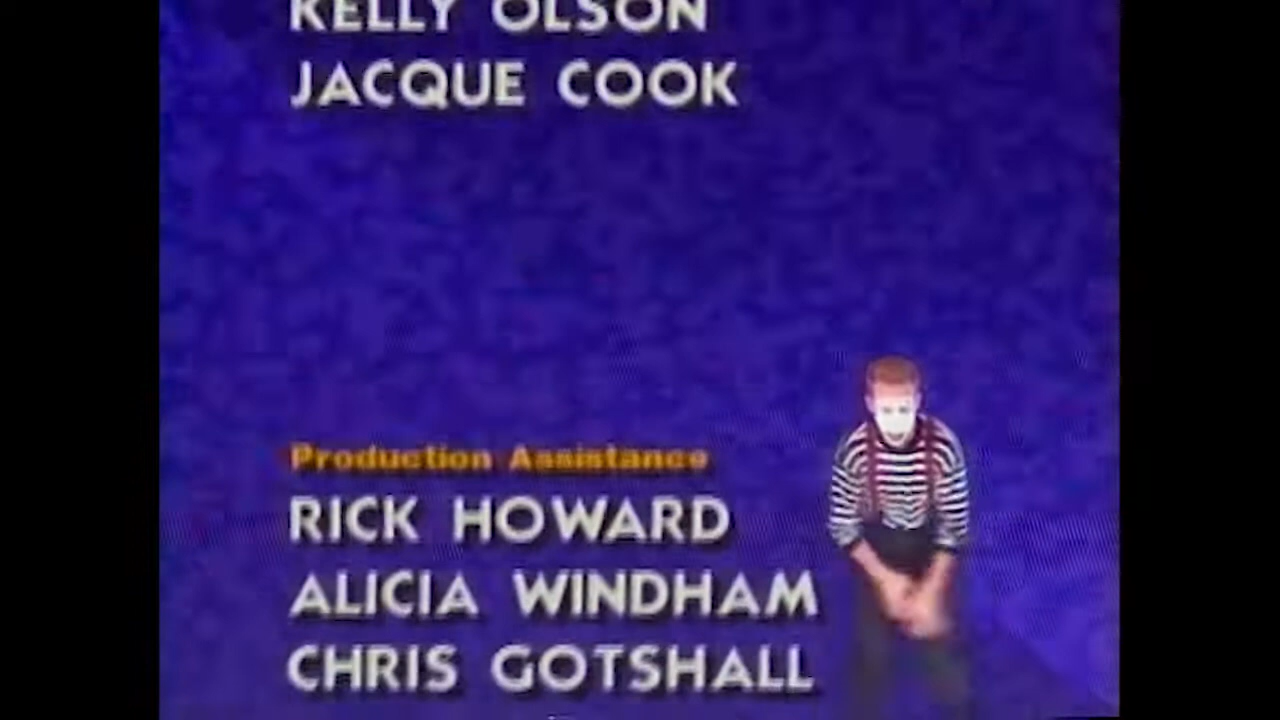 KELLY OLSON
JACQUE COOK
Production Assistance
RICK HOWARD
ALICIA WINDHAM
CHRIS GOTSHALL